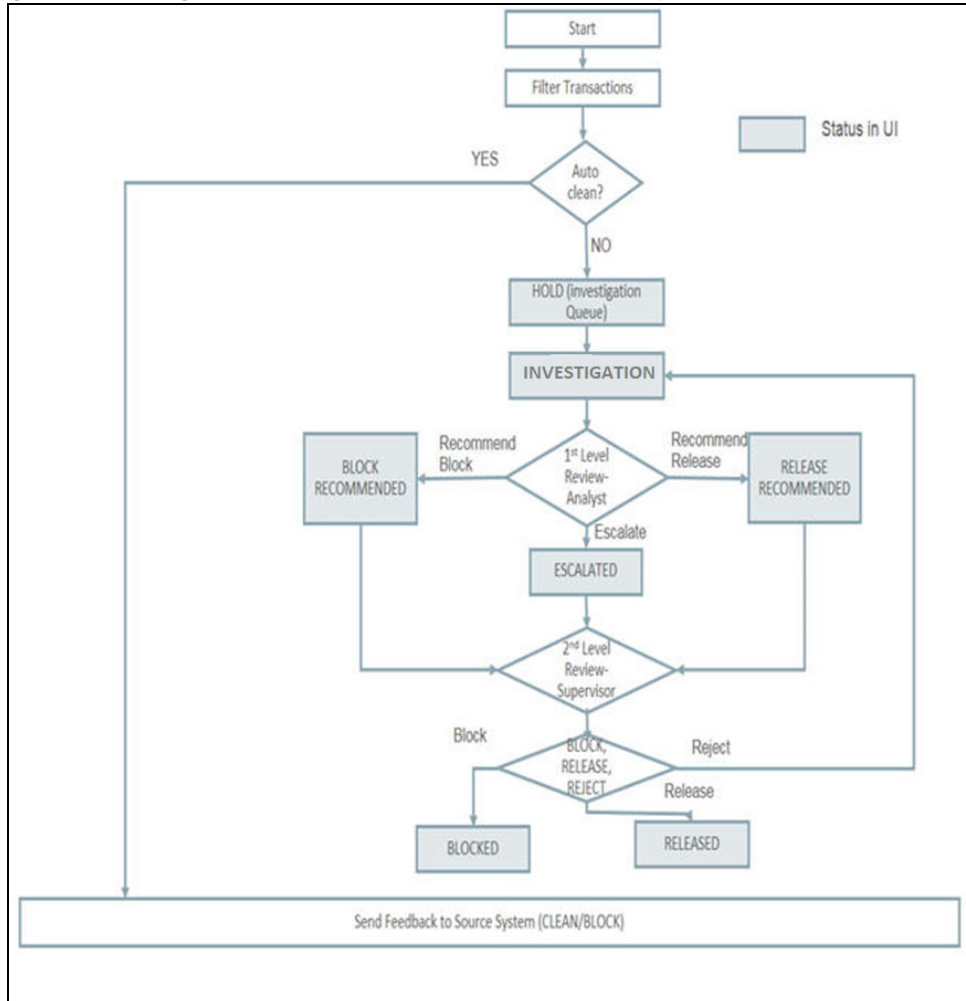 Start
Filter Transactions
Status in UI
YES
Auto
clean?
NO
HOLD (investigation
Queue)
INVESTIGATION
Recommend
Block
Recommend
Release
BLOCK
RECOMMENDED
1st Level
Review-
Analyst
RELEASE
RECOMMENDED
Escalate
ESCALATED
2nd Level
Review-
Supervisor
Block
BLOCK,
RELEASE,
REJECT
Reject
Release
BLOCKED
RELEASED
Send Feedback to Source System (CLEAN/BLOCK)